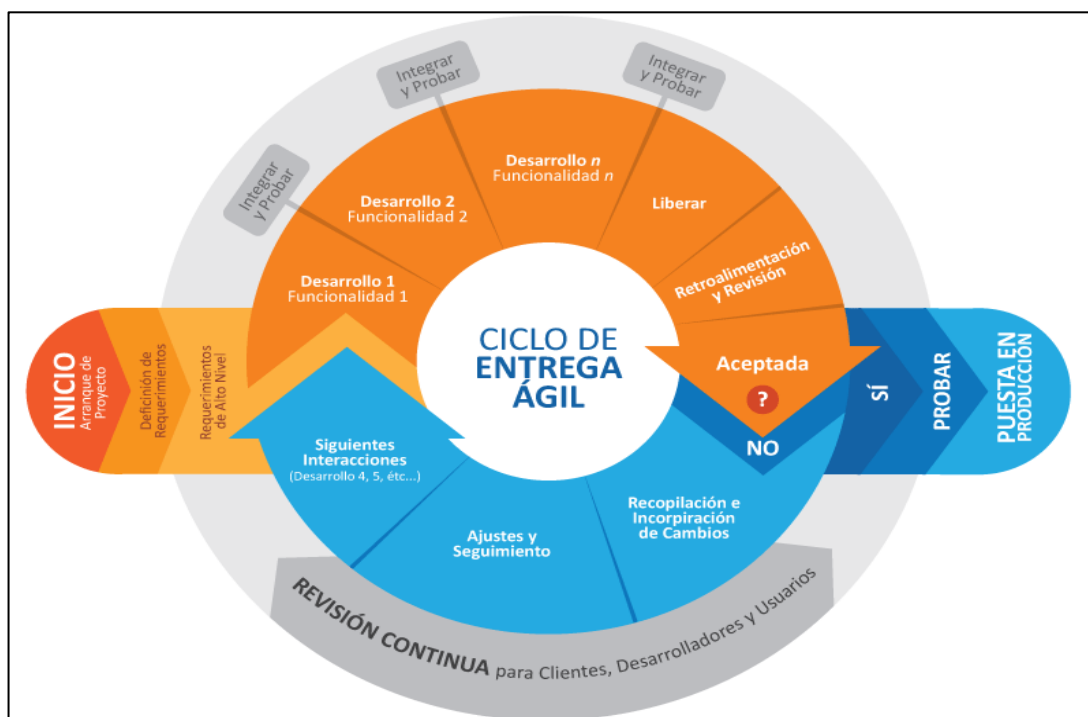 INICIO
Arranque de
Proyecto
Deficinión de
Requerimientos
Requerimientos
de Alto Nivel
Desarrollo 1
Funcionalidad 1
Integrar
y Probar
Desarrollo 2
Funcionalidad 2
Integrar
y Probar
Desarrollo n
Funcionalidad n
Integrar
y Probar
Liberar
Retroalimentación
y Revisión
Aceptada
?
NO
SÍ
PROBAR
PUESTA EN
PRODUCCIÓN
Recopilación e
Incorpiración
de Cambios
Ajustes y
Seguimiento
Siguientes
Interacciones
(Desarrollo 4, 5, étc...)
CICLO DE
ENTREGA
ÁGIL
REVISIÓN CONTINUA para Clientes, Desarrolladores y Usuarios